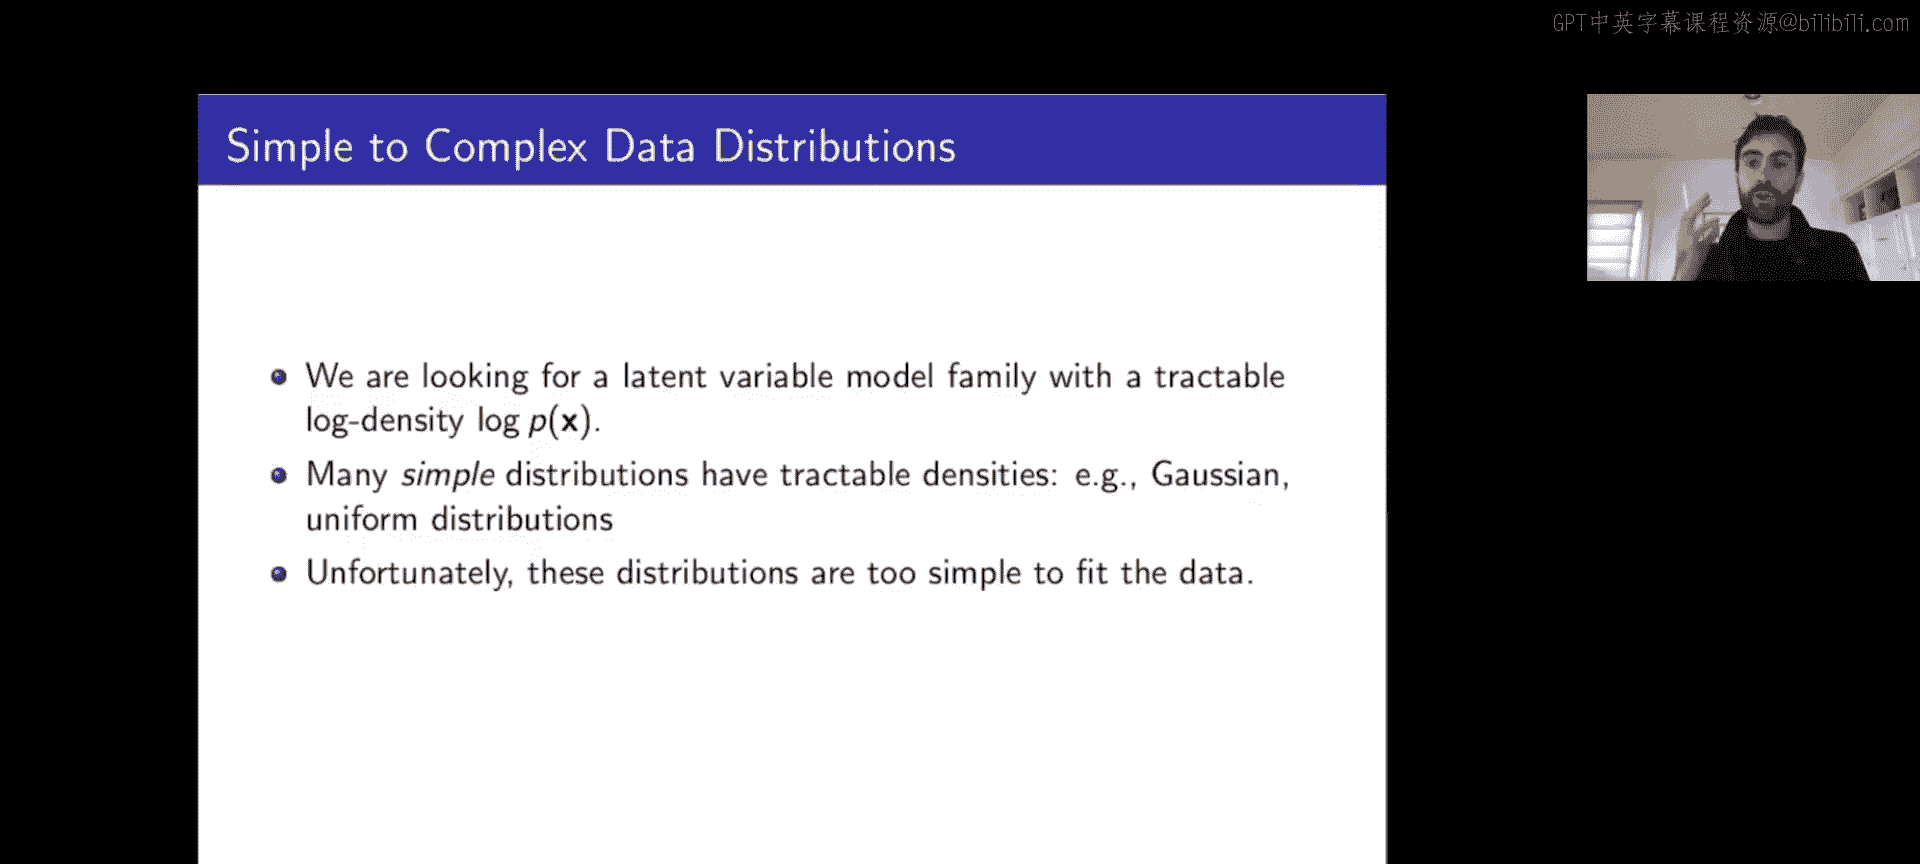 GPT中英字幕课程资源@bilibili.com
Simple to Complex Data Distributions
We are looking for a latent variable model family with a tractable
log-density log p(x).
Many simple distributions have tractable densities: e.g., Gaussian,
uniform distributions
Unfortunately, these distributions are too simple to fit the data.